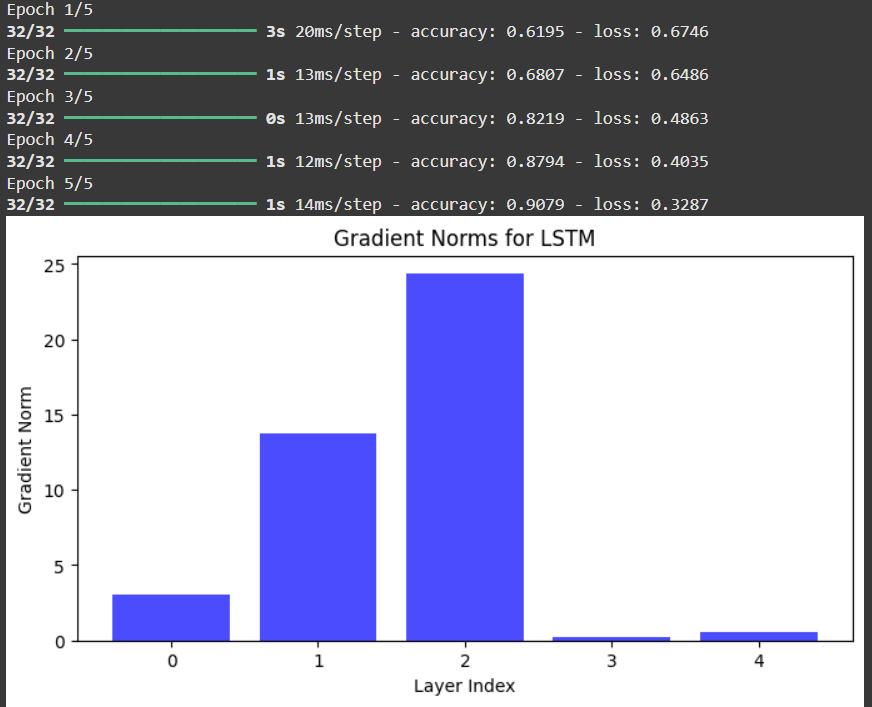 Epoch 1/5
32/32 ━━━━━━━━━━━━━━━━━━━━ 3s 20ms/step - accuracy: 0.6195 - loss: 0.6746
Epoch 2/5
32/32 ━━━━━━━━━━━━━━━━━━━━ 1s 13ms/step - accuracy: 0.6807 - loss: 0.6486
Epoch 3/5
32/32 ━━━━━━━━━━━━━━━━━━━━ 0s 13ms/step - accuracy: 0.8219 - loss: 0.4863
Epoch 4/5
32/32 ━━━━━━━━━━━━━━━━━━━━ 1s 12ms/step - accuracy: 0.8794 - loss: 0.4035
Epoch 5/5
32/32 ━━━━━━━━━━━━━━━━━━━━ 1s 14ms/step - accuracy: 0.9079 - loss: 0.3287
Gradient Norms for LSTM
25
20
15
10
5
0
Gradient Norm
0 1 2 3 4
Layer Index